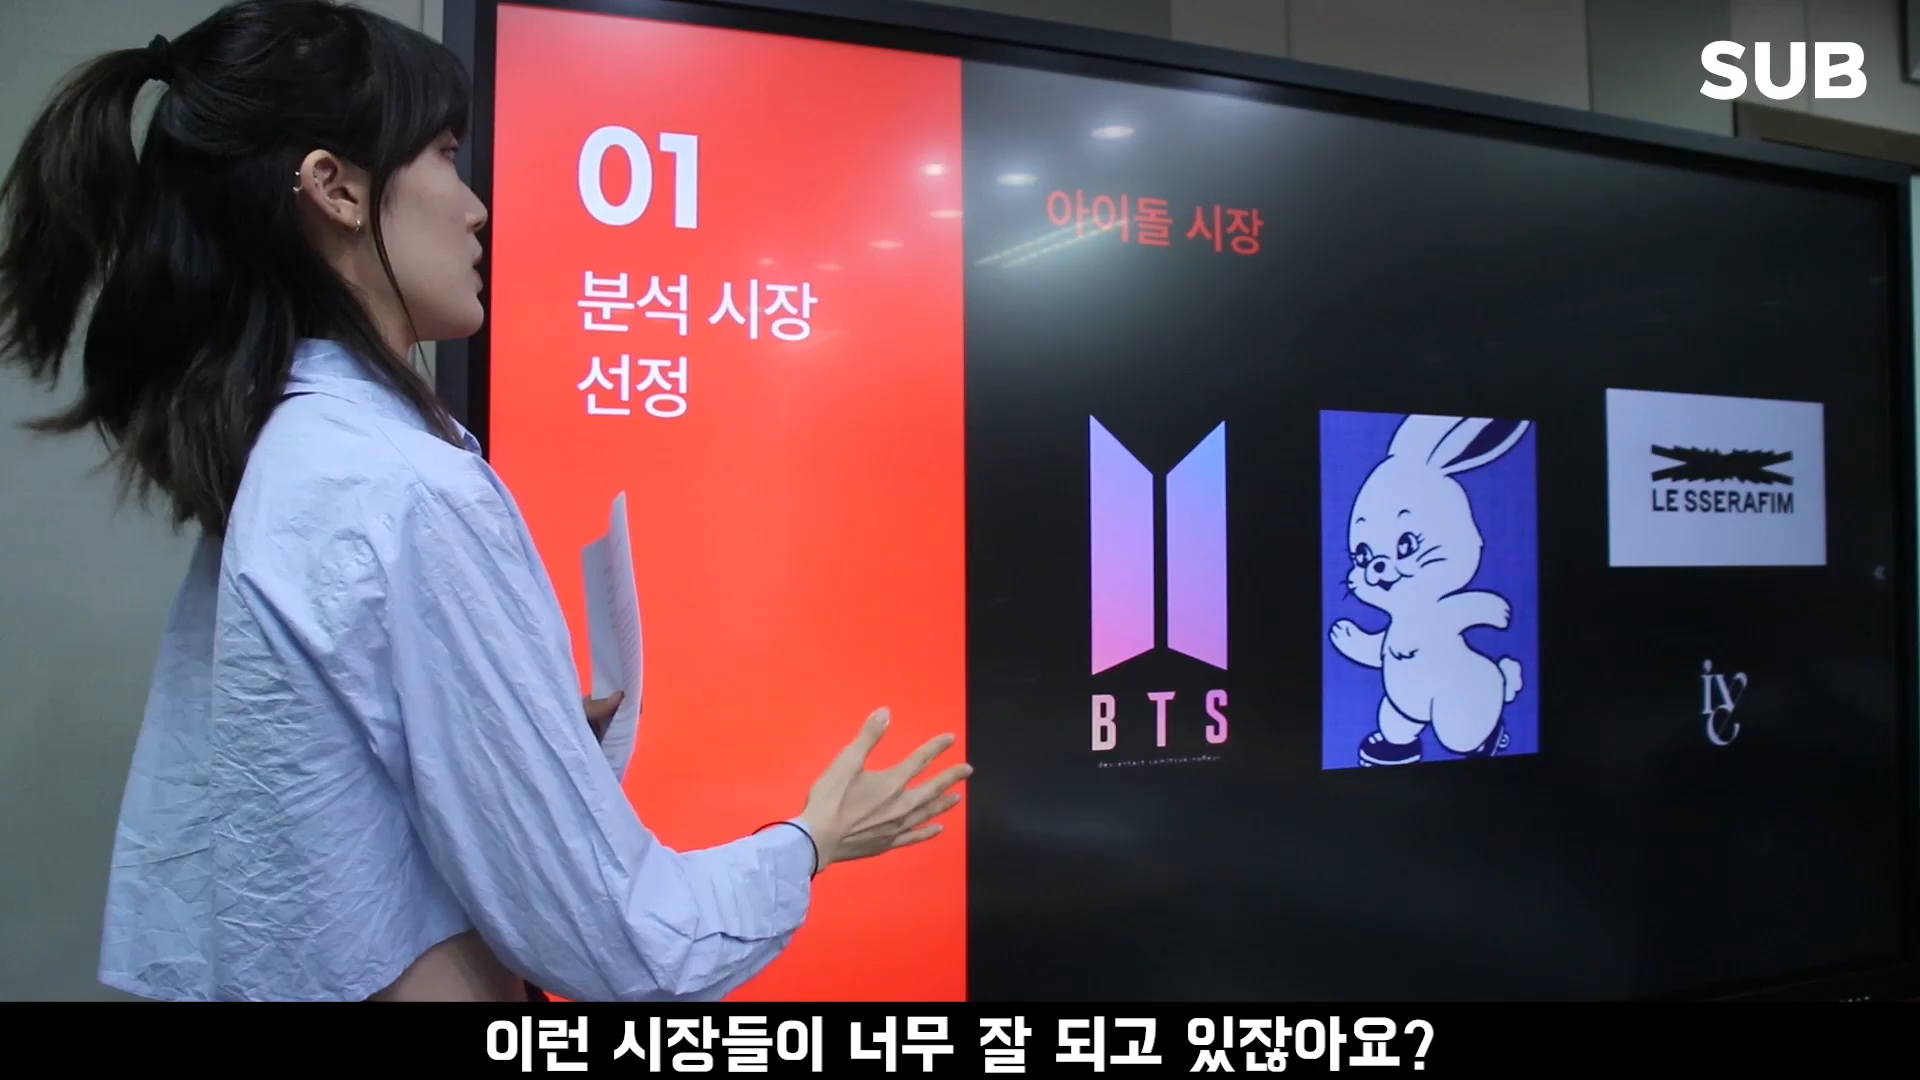 SUB
01
분석 시장
선정
아이돌 시장
BTS
LE SSERAFIM
ive
이런 시장들이 너무 잘 되고 있잖아요?